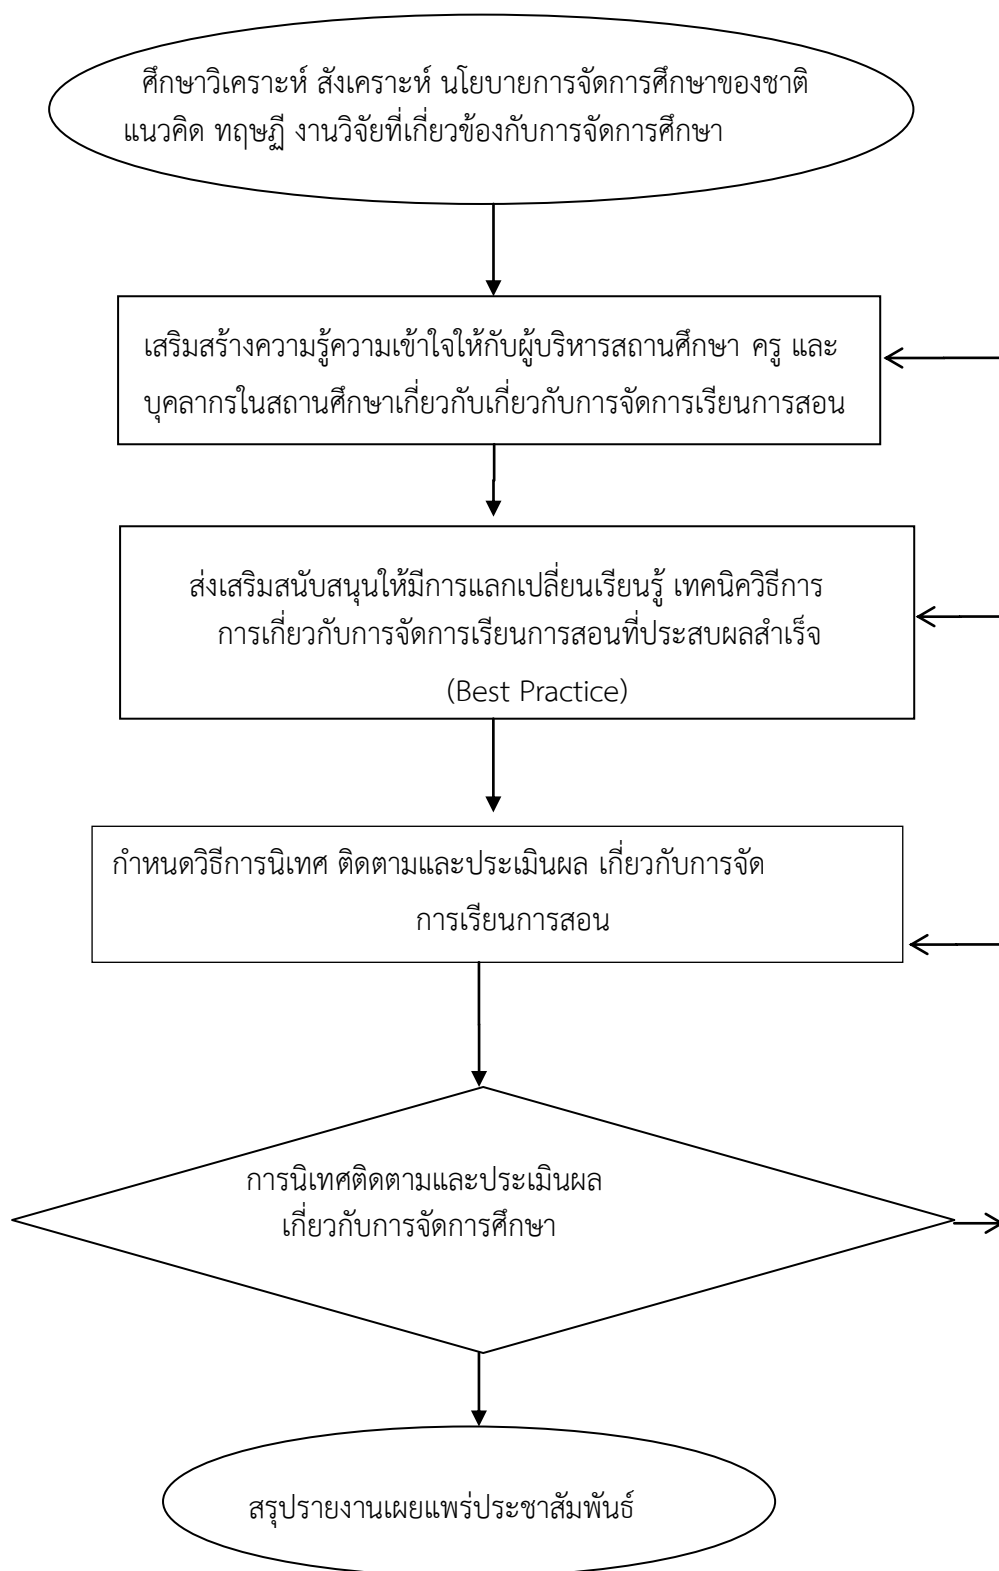 ศึกษาวิเคราะห์ สังเคราะห์ นโยบายการจัดการศึกษาของชาติ
แนวคิด ทฤษฎี งานวิจัยที่เกี่ยวข้องกับการจัดการศึกษา
เสริมสร้างความรู้ความเข้าใจให้กับผู้บริหารสถานศึกษา ครู และ
บุคลากรในสถานศึกษาเกี่ยวกับเกี่ยวกับการจัดการเรียนการสอน
ส่งเสริมสนับสนุนให้มีการแลกเปลี่ยนเรียนรู้ เทคนิควิธีการ
การเกี่ยวกับการจัดการเรียนการสอนที่ประสบผลสำเร็จ
(Best Practice)
กำหนดวิธีการนิเทศ ติดตามและประเมินผล เกี่ยวกับการจัด
การเรียนการสอน
การนิเทศติดตามและประเมินผล
เกี่ยวกับการจัดการศึกษา
สรุปรายงานเผยแพร่ประชาสัมพันธ์